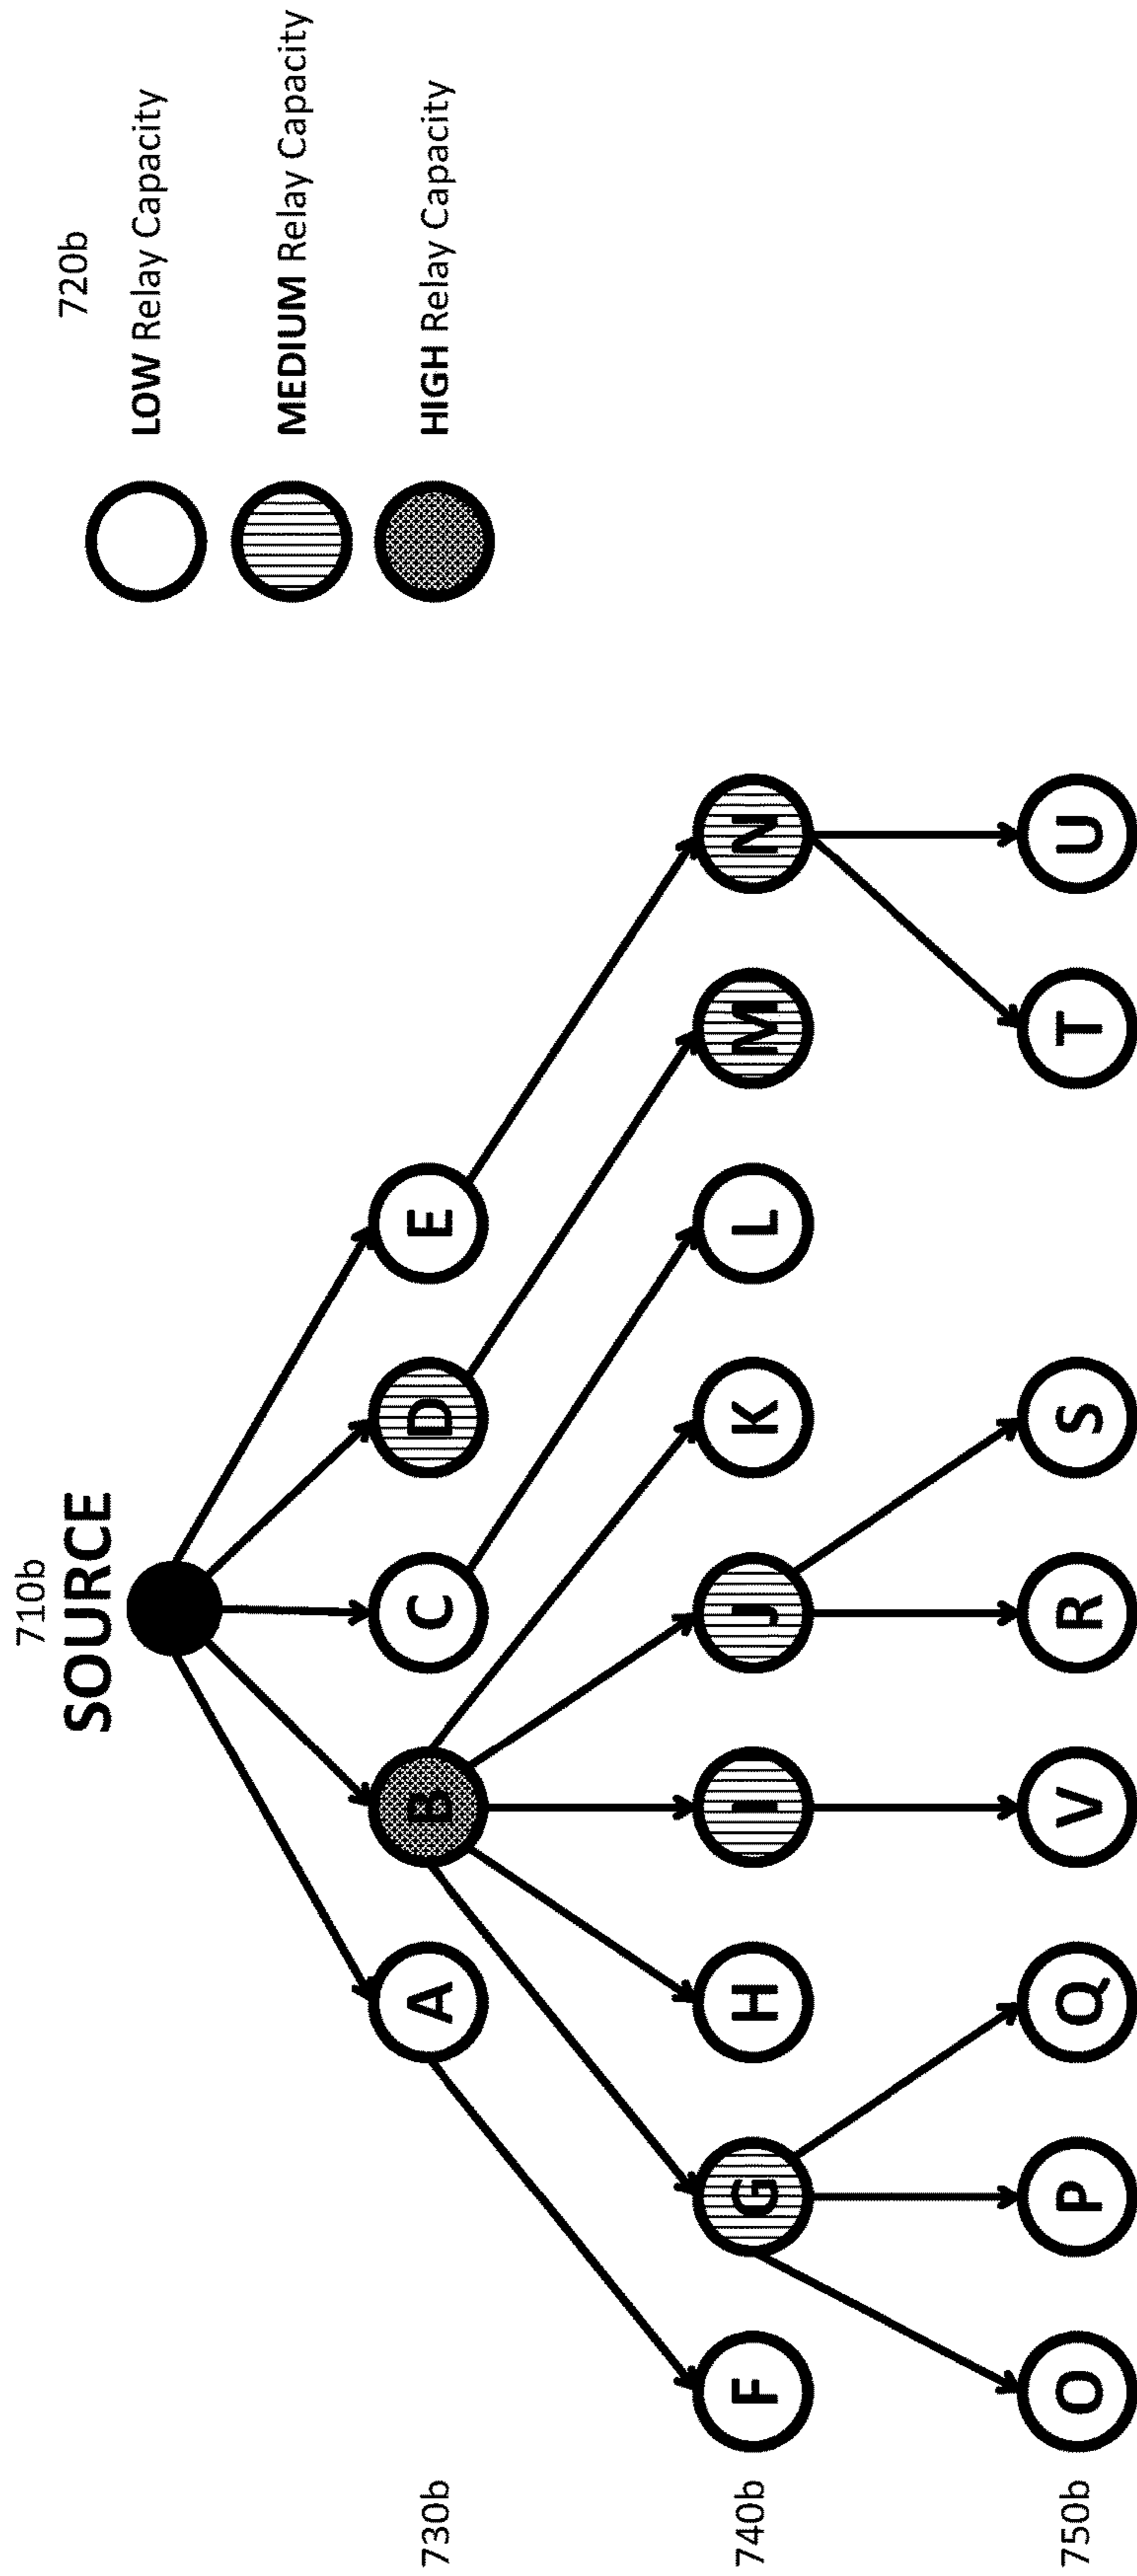 710b
SOURCE
720b
LOW Relay Capacity
MEDIUM Relay Capacity
HIGH Relay Capacity
730b
A
B
C
D
E
740b
F
G
H
I
J
K
L
M
N
750b
O
P
Q
V
R
S
T
U